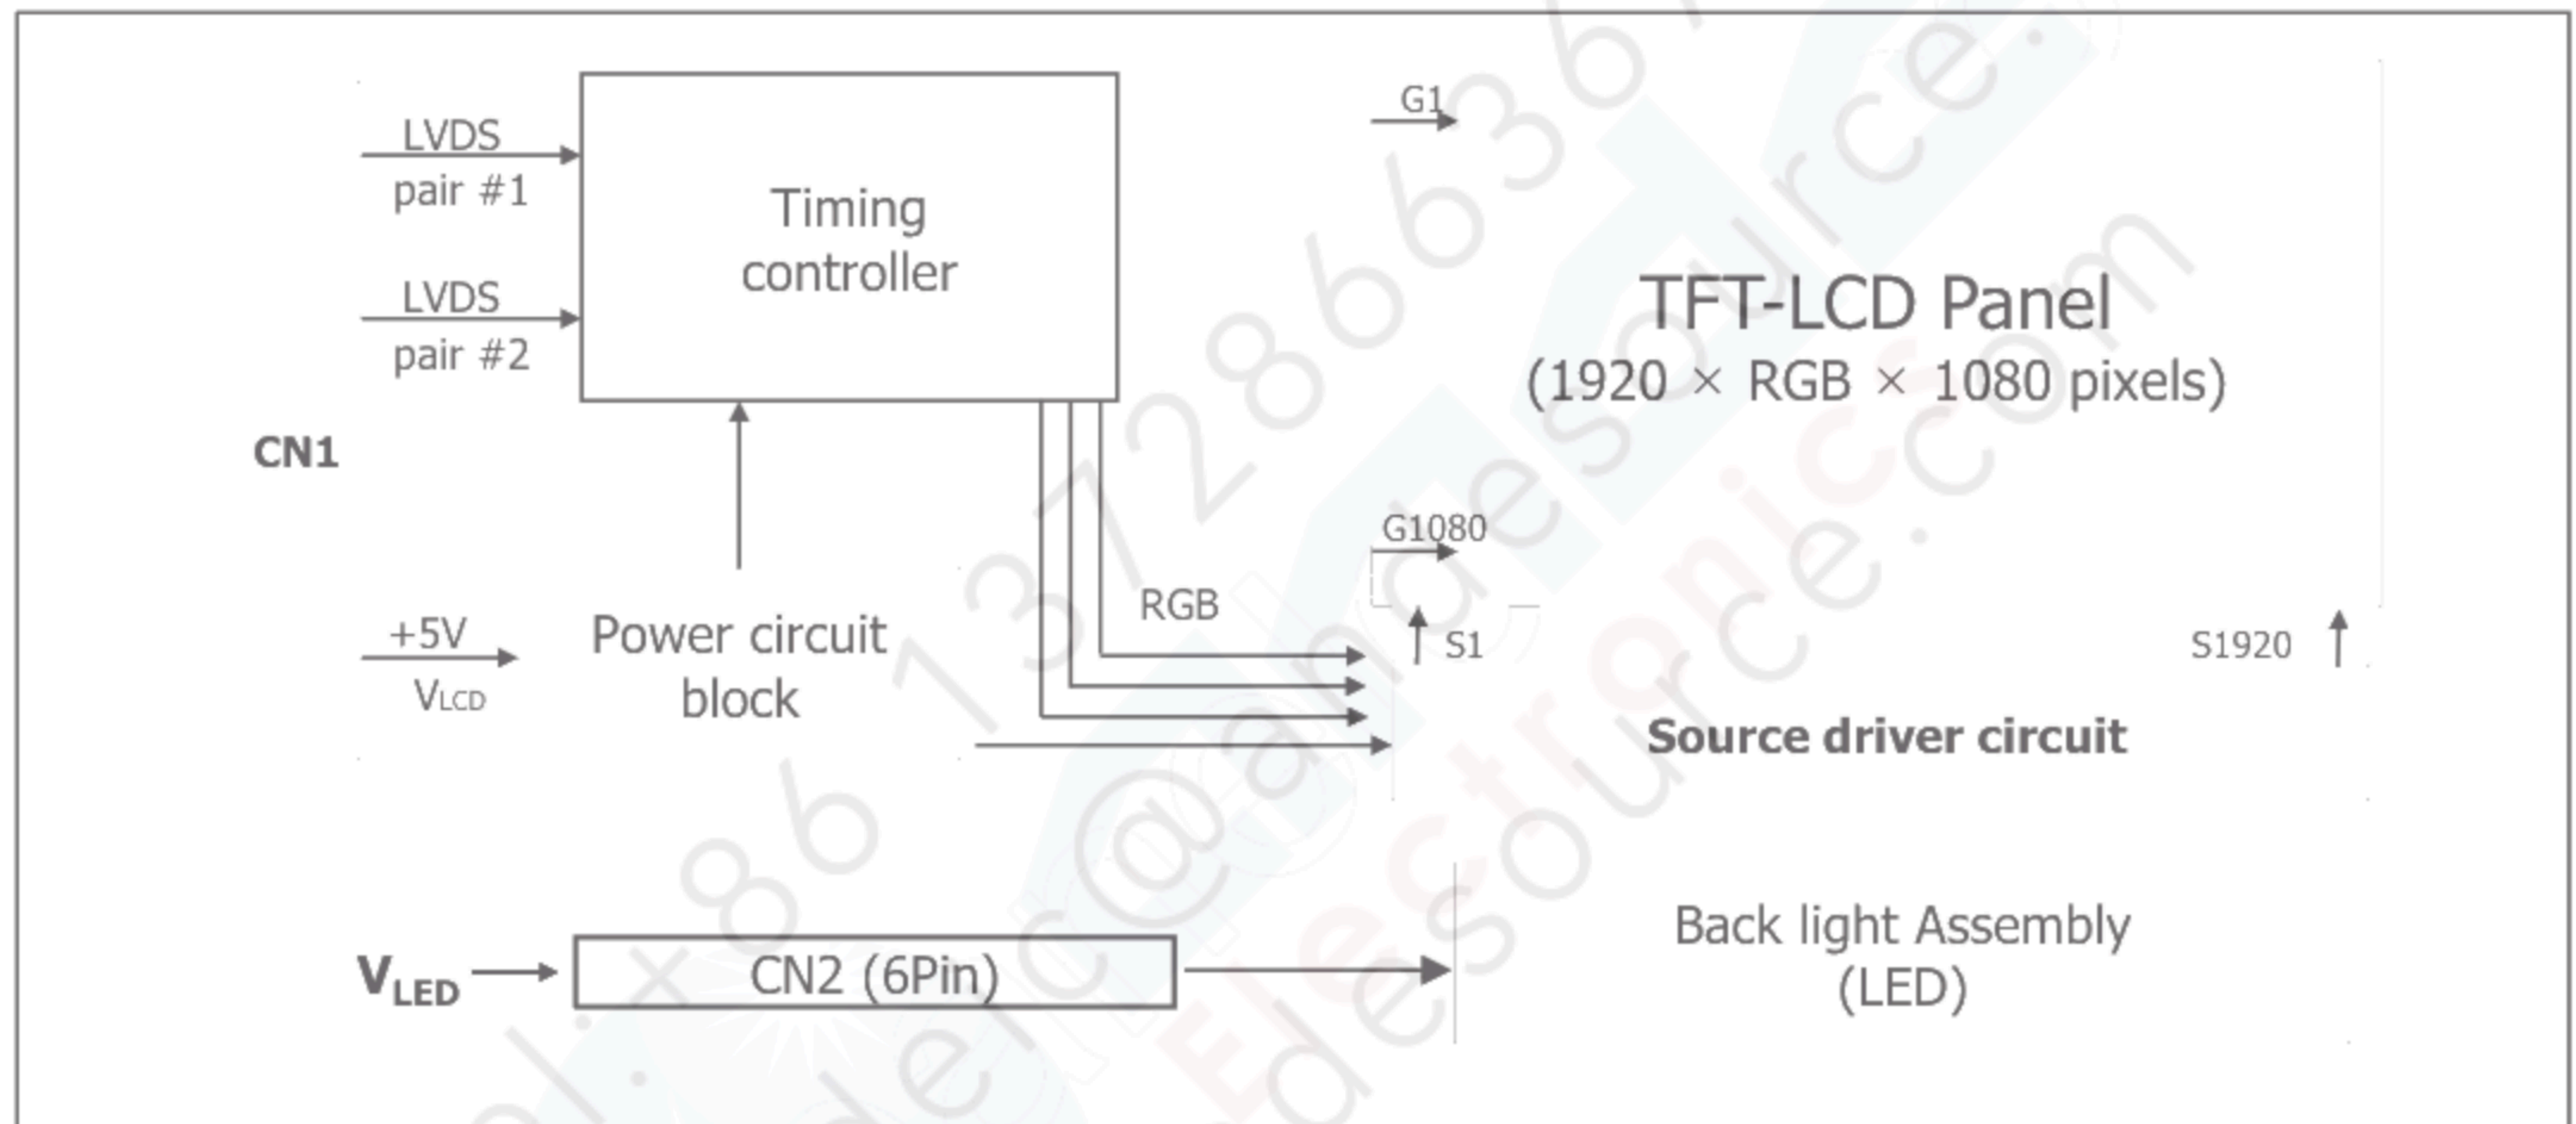 LVDS
pair #1
LVDS
pair #2
Timing
controller
G1
TFT-LCD Panel
(1920 × RGB × 1080 pixels)
CN1
G1080
RGB
S1
S1920
+5V
VLCD
Power circuit
block
Source driver circuit
VLED
CN2 (6Pin)
Back light Assembly
(LED)